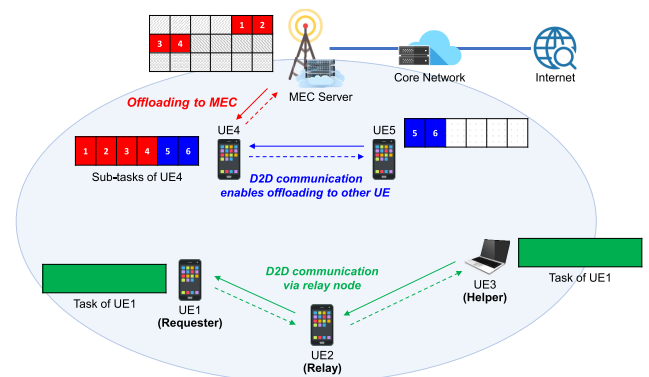 1 2
3 4
MEC Server
Core Network
Internet
Offloading to MEC
UE4
UE5
1 2 3 4 5 6
5 6
Sub-tasks of UE4
D2D communication
enables offloading to other UE
D2D communication
via relay node
Task of UE1
UE1
(Requester)
UE2
(Relay)
UE3
(Helper)
Task of UE1